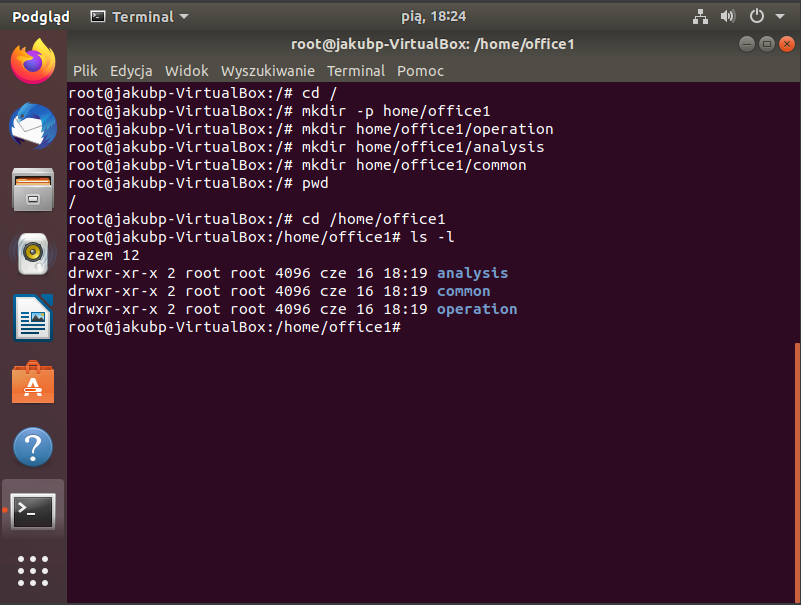 Podgląd Terminal pią, 18:24
root@jakubp-VirtualBox: /home/office1
Plik Edycja Widok Wyszukiwanie Terminal Pomoc
root@jakubp-VirtualBox:/# cd /
root@jakubp-VirtualBox:/# mkdir -p home/office1
root@jakubp-VirtualBox:/# mkdir home/office1/operation
root@jakubp-VirtualBox:/# mkdir home/office1/analysis
root@jakubp-VirtualBox:/# mkdir home/office1/common
root@jakubp-VirtualBox:/# pwd
/
root@jakubp-VirtualBox:/# cd /home/office1
root@jakubp-VirtualBox:/home/office1# ls -l
razem 12
drwxr-xr-x 2 root root 4096 cze 16 18:19 analysis
drwxr-xr-x 2 root root 4096 cze 16 18:19 common
drwxr-xr-x 2 root root 4096 cze 16 18:19 operation
root@jakubp-VirtualBox:/home/office1#